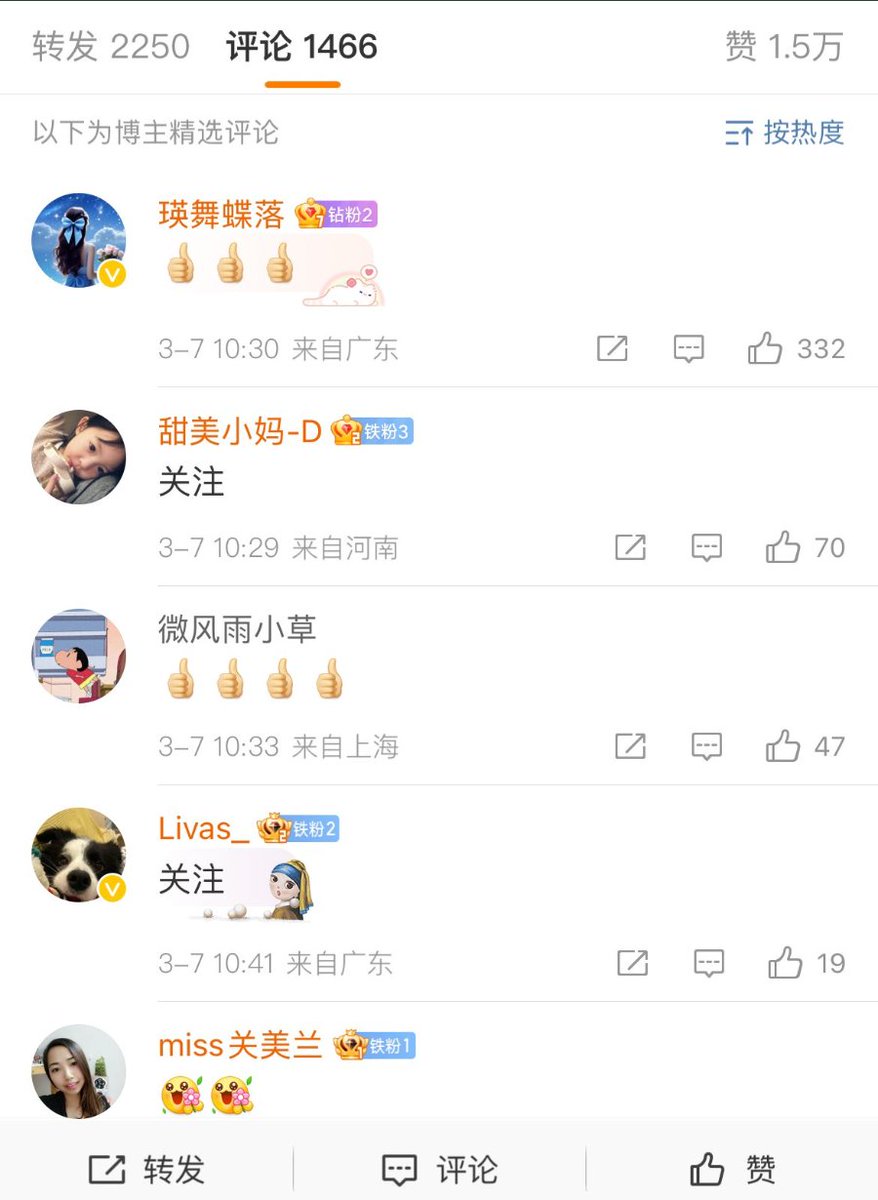 转发 2250 评论 1466 赞 1.5万
以下为博主精选评论 按热度
瑛舞蝶落 钻粉2
3-7 10:30 来自广东 332
甜美小妈-D 铁粉3
关注
3-7 10:29 来自河南 70
微风雨小草
3-7 10:33 来自上海 47
Livas_ 铁粉2
关注
3-7 10:41 来自广东 19
miss关美兰 铁粉1
转发 评论 赞